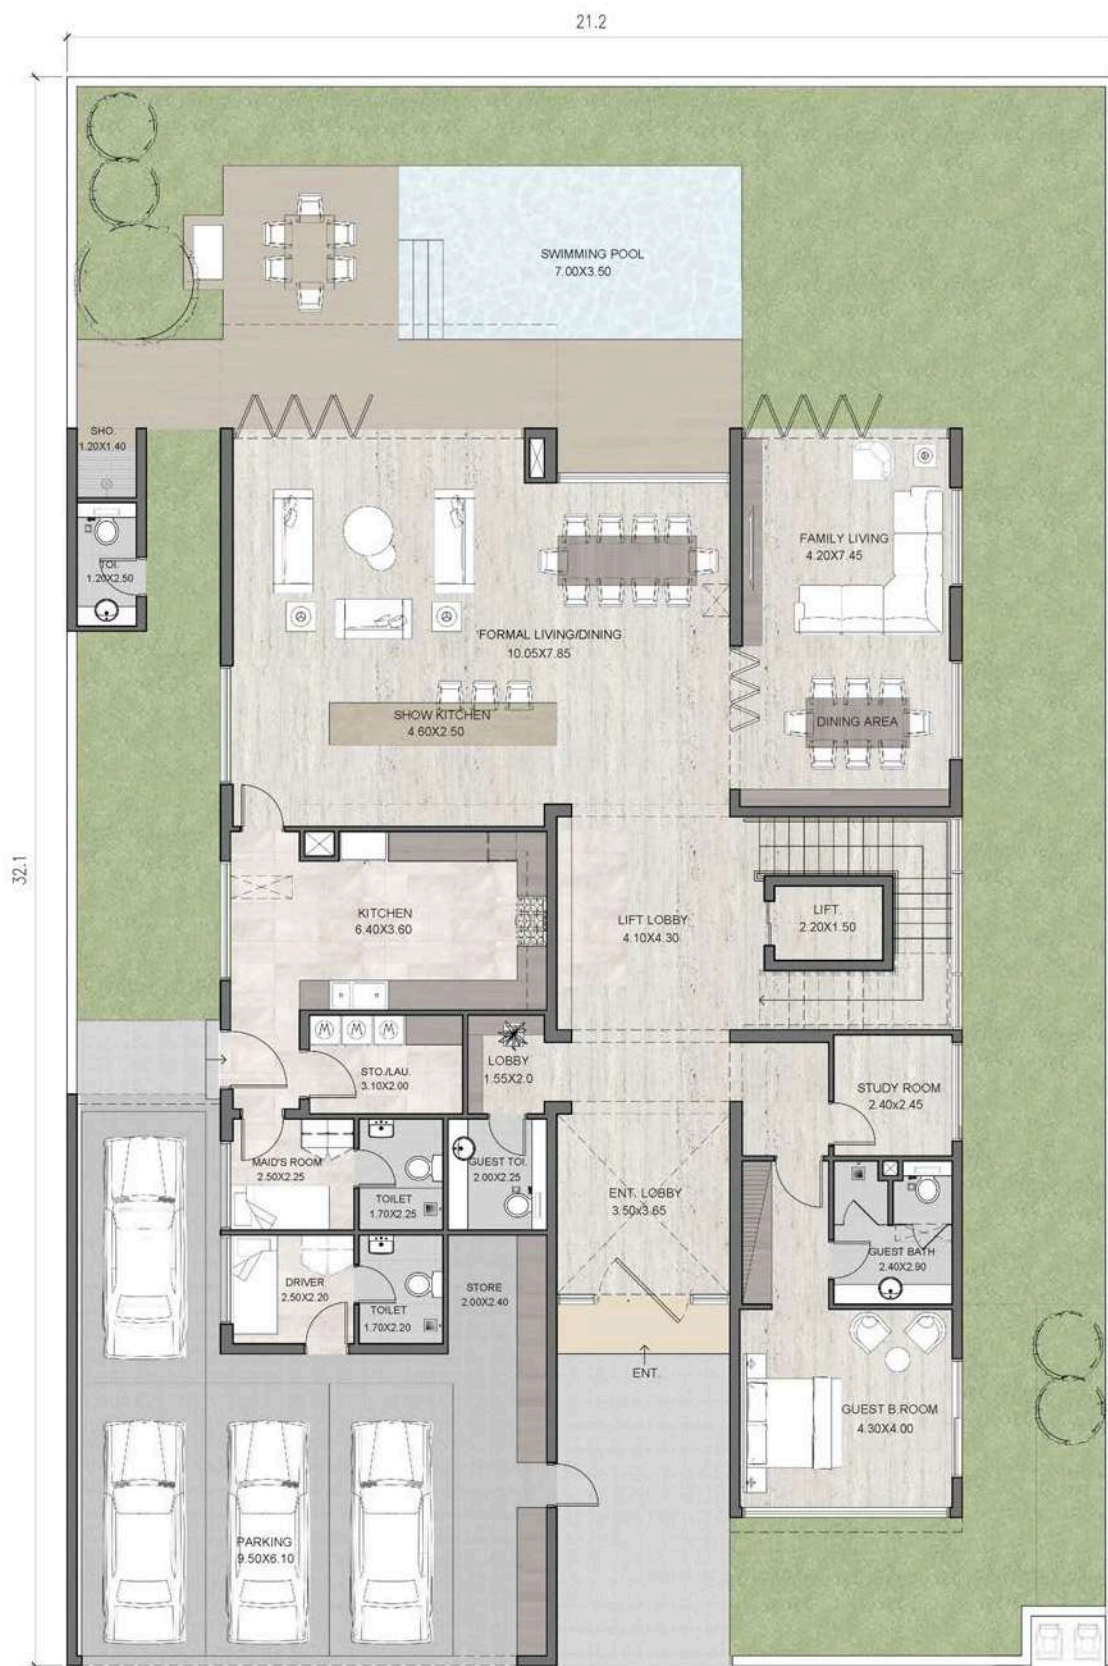 21.2
32.1
SWIMMING POOL
7.00X3.50
SHO.
1.20X1.40
TOI.
1.20X2.50
FAMILY LIVING
4.20X7.45
FORMAL LIVING/DINING
10.05X7.85
SHOW KITCHEN
4.60X2.50
DINING AREA
KITCHEN
6.40X3.60
LIFT LOBBY
4.10X4.30
LIFT.
2.20X1.50
M
M
M
STO./LAU.
3.10X2.00
LOBBY
1.55X2.0
STUDY ROOM
2.40x2.45
MAID'S ROOM
2.50X2.25
TOILET
1.70X2.25
GUEST TOI.
2.00X2.25
ENT. LOBBY
3.50x3.65
L.
GUEST BATH
2.40X2.90
DRIVER
2.50X2.20
TOILET
1.70X2.20
STORE
2.00X2.40
ENT.
GUEST B.ROOM
4.30X4.00
PARKING
9.50X6.10